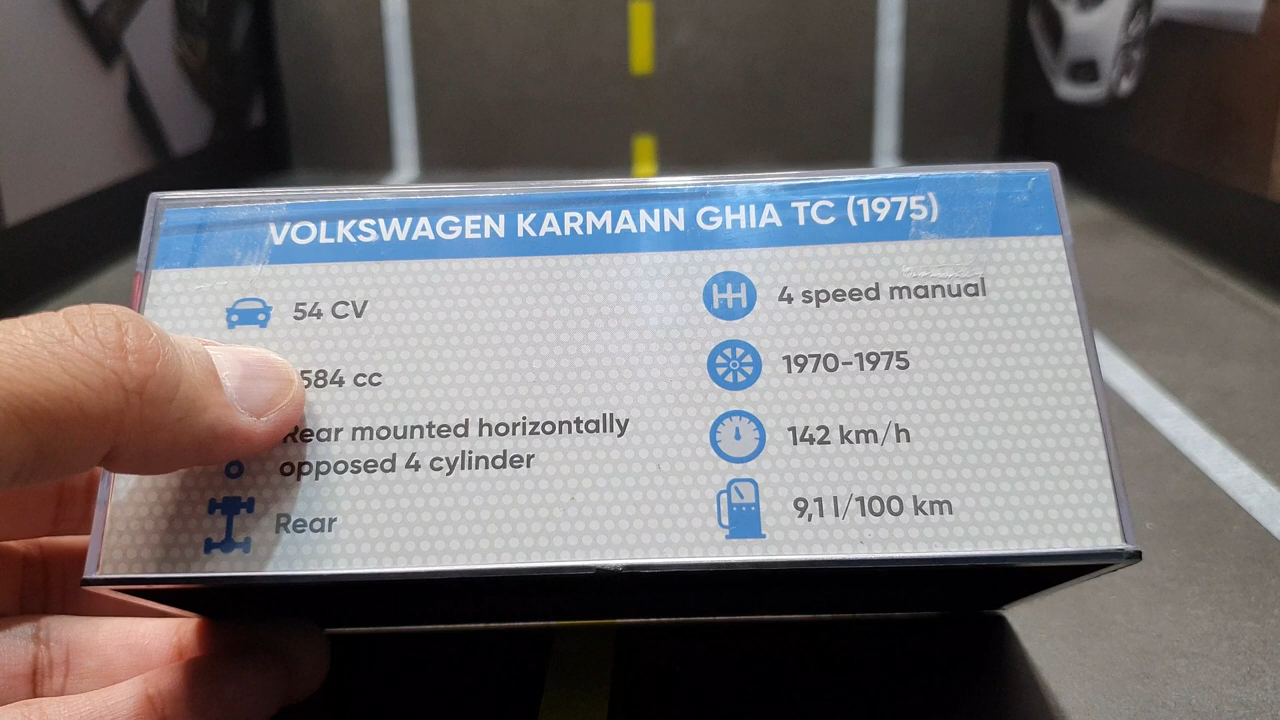 VOLKSWAGEN KARMANN GHIA TC (1975)
54 CV
584 cc
Rear mounted horizontally
opposed 4 cylinder
Rear
4 speed manual
1970-1975
142 km/h
9,1 l/100 km